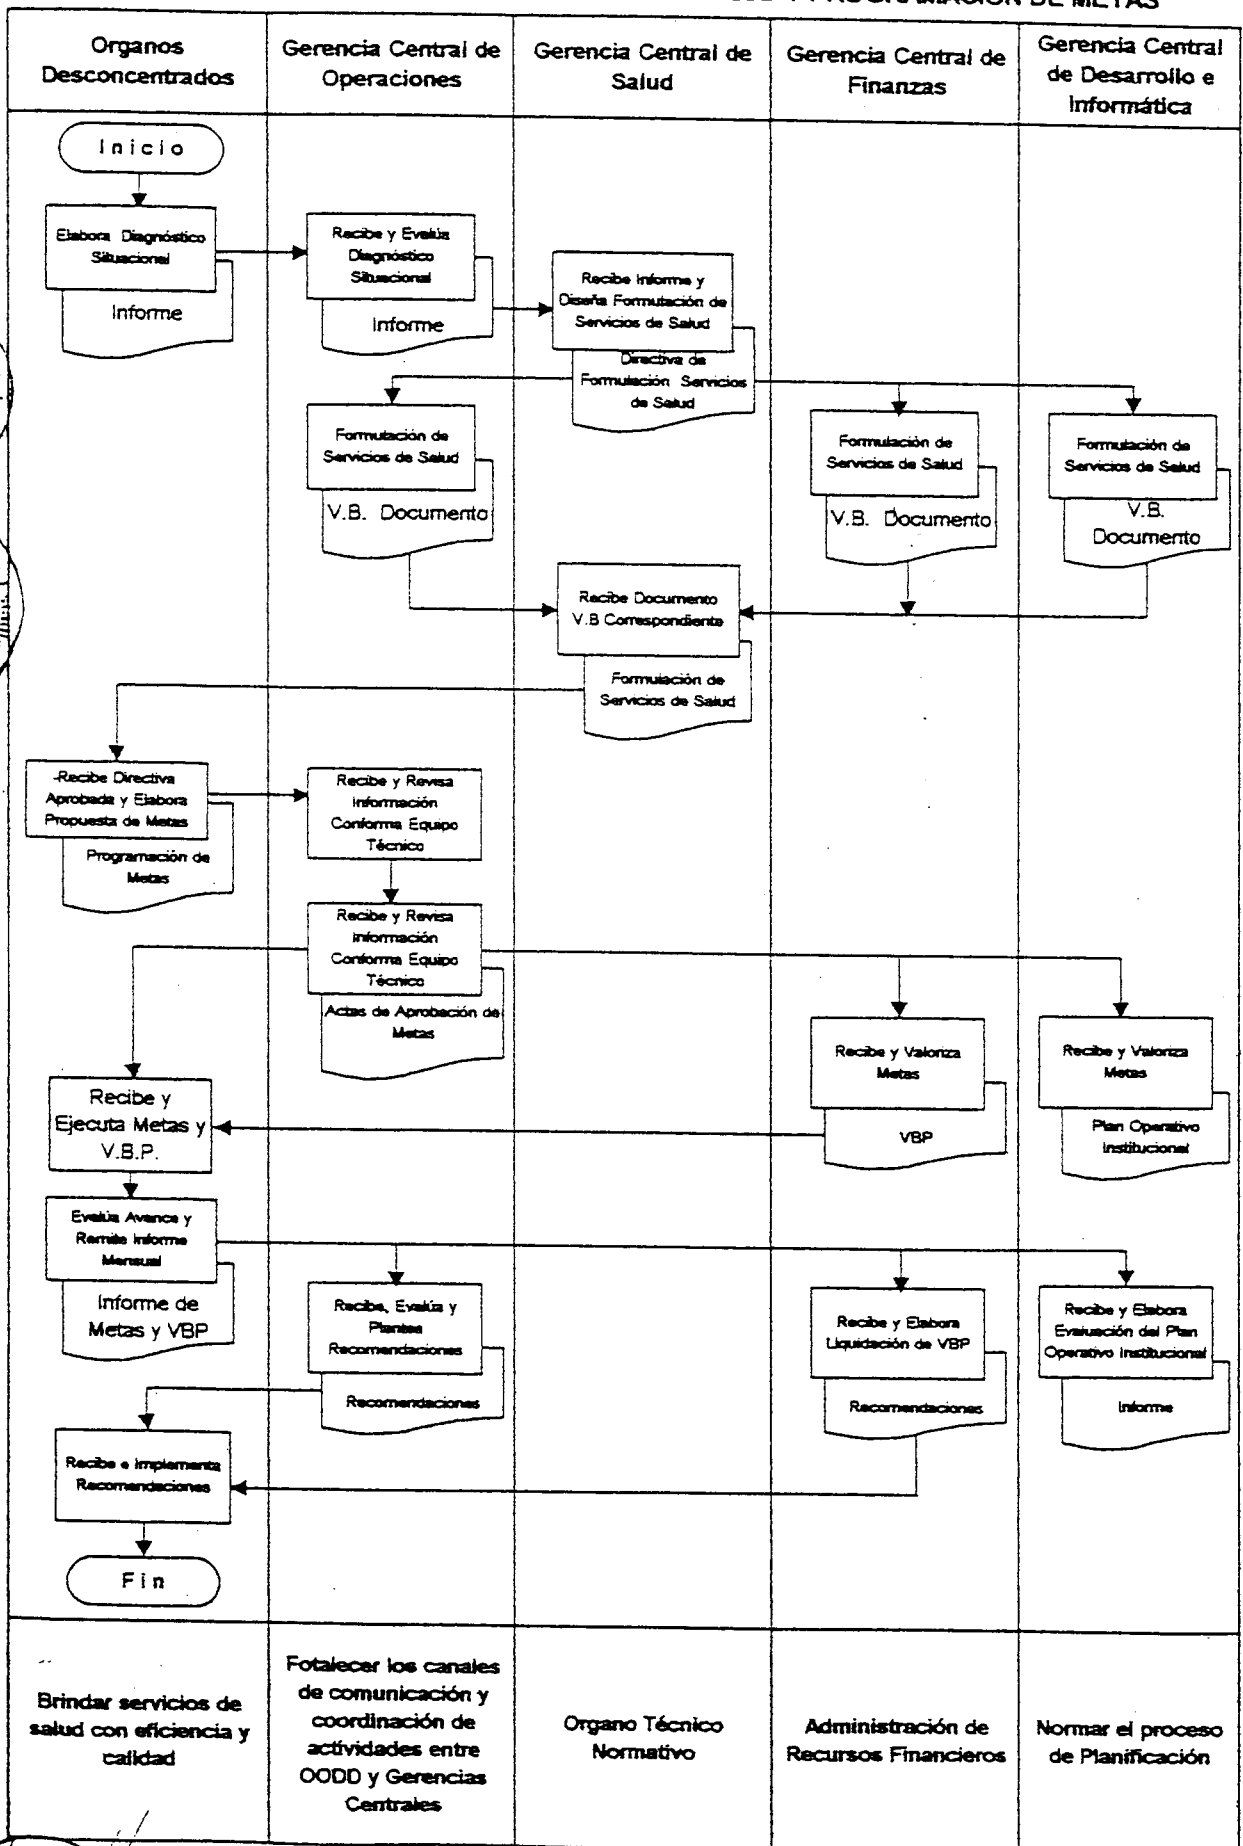 PROGRAMACIÓN DE METAS
Organos
Desconcentrados
Gerencia Central de
Operaciones
Gerencia Central de
Salud
Gerencia Central de
Finanzas
Gerencia Central
de Desarrollo e
Informática
Inicio
Elabora Diagnóstico
Situacional
Informe
Recibe y Evalúa
Diagnóstico
Situacional
Informe
Recibe Informe y
Diseña Formulación de
Servicios de Salud
Directiva de
Formulación Servicios
de Salud
Formulación de
Servicios de Salud
V.B. Documento
Formulación de
Servicios de Salud
V.B. Documento
Formulación de
Servicios de Salud
V.B.
Documento
Recibe Documento
V.B Correspondiente
Formulación de
Servicios de Salud
-Recibe Directiva
Aprobada y Elabora
Propuesta de Metas
Programación de
Metas
Recibe y Revisa
Información
Conforma Equipo
Técnico
Recibe y Revisa
Información
Conforma Equipo
Técnico
Actas de Aprobación de
Metas
Recibe y Valoriza
Metas
VBP
Recibe y Valoriza
Metas
Plan Operativo
Institucional
Recibe y
Ejecuta Metas y
V.B.P.
Evalúa Avance y
Remite Informe
Mensual
Informe de
Metas y VBP
Recibe, Evalúa y
Plantea
Recomendaciones
Recomendaciones
Recibe y Elabora
Liquidación de VBP
Recomendaciones
Recibe y Elabora
Evaluación del Plan
Operativo Institucional
Informe
Recibe e Implementa
Recomendaciones
Fin
Brindar servicios de
salud con eficiencia y
calidad
Fotalecer los canales
de comunicación y
coordinación de
actividades entre
OODD y Gerencias
Centrales
Organo Técnico
Normativo
Administración de
Recursos Financieros
Normar el proceso
de Planificación